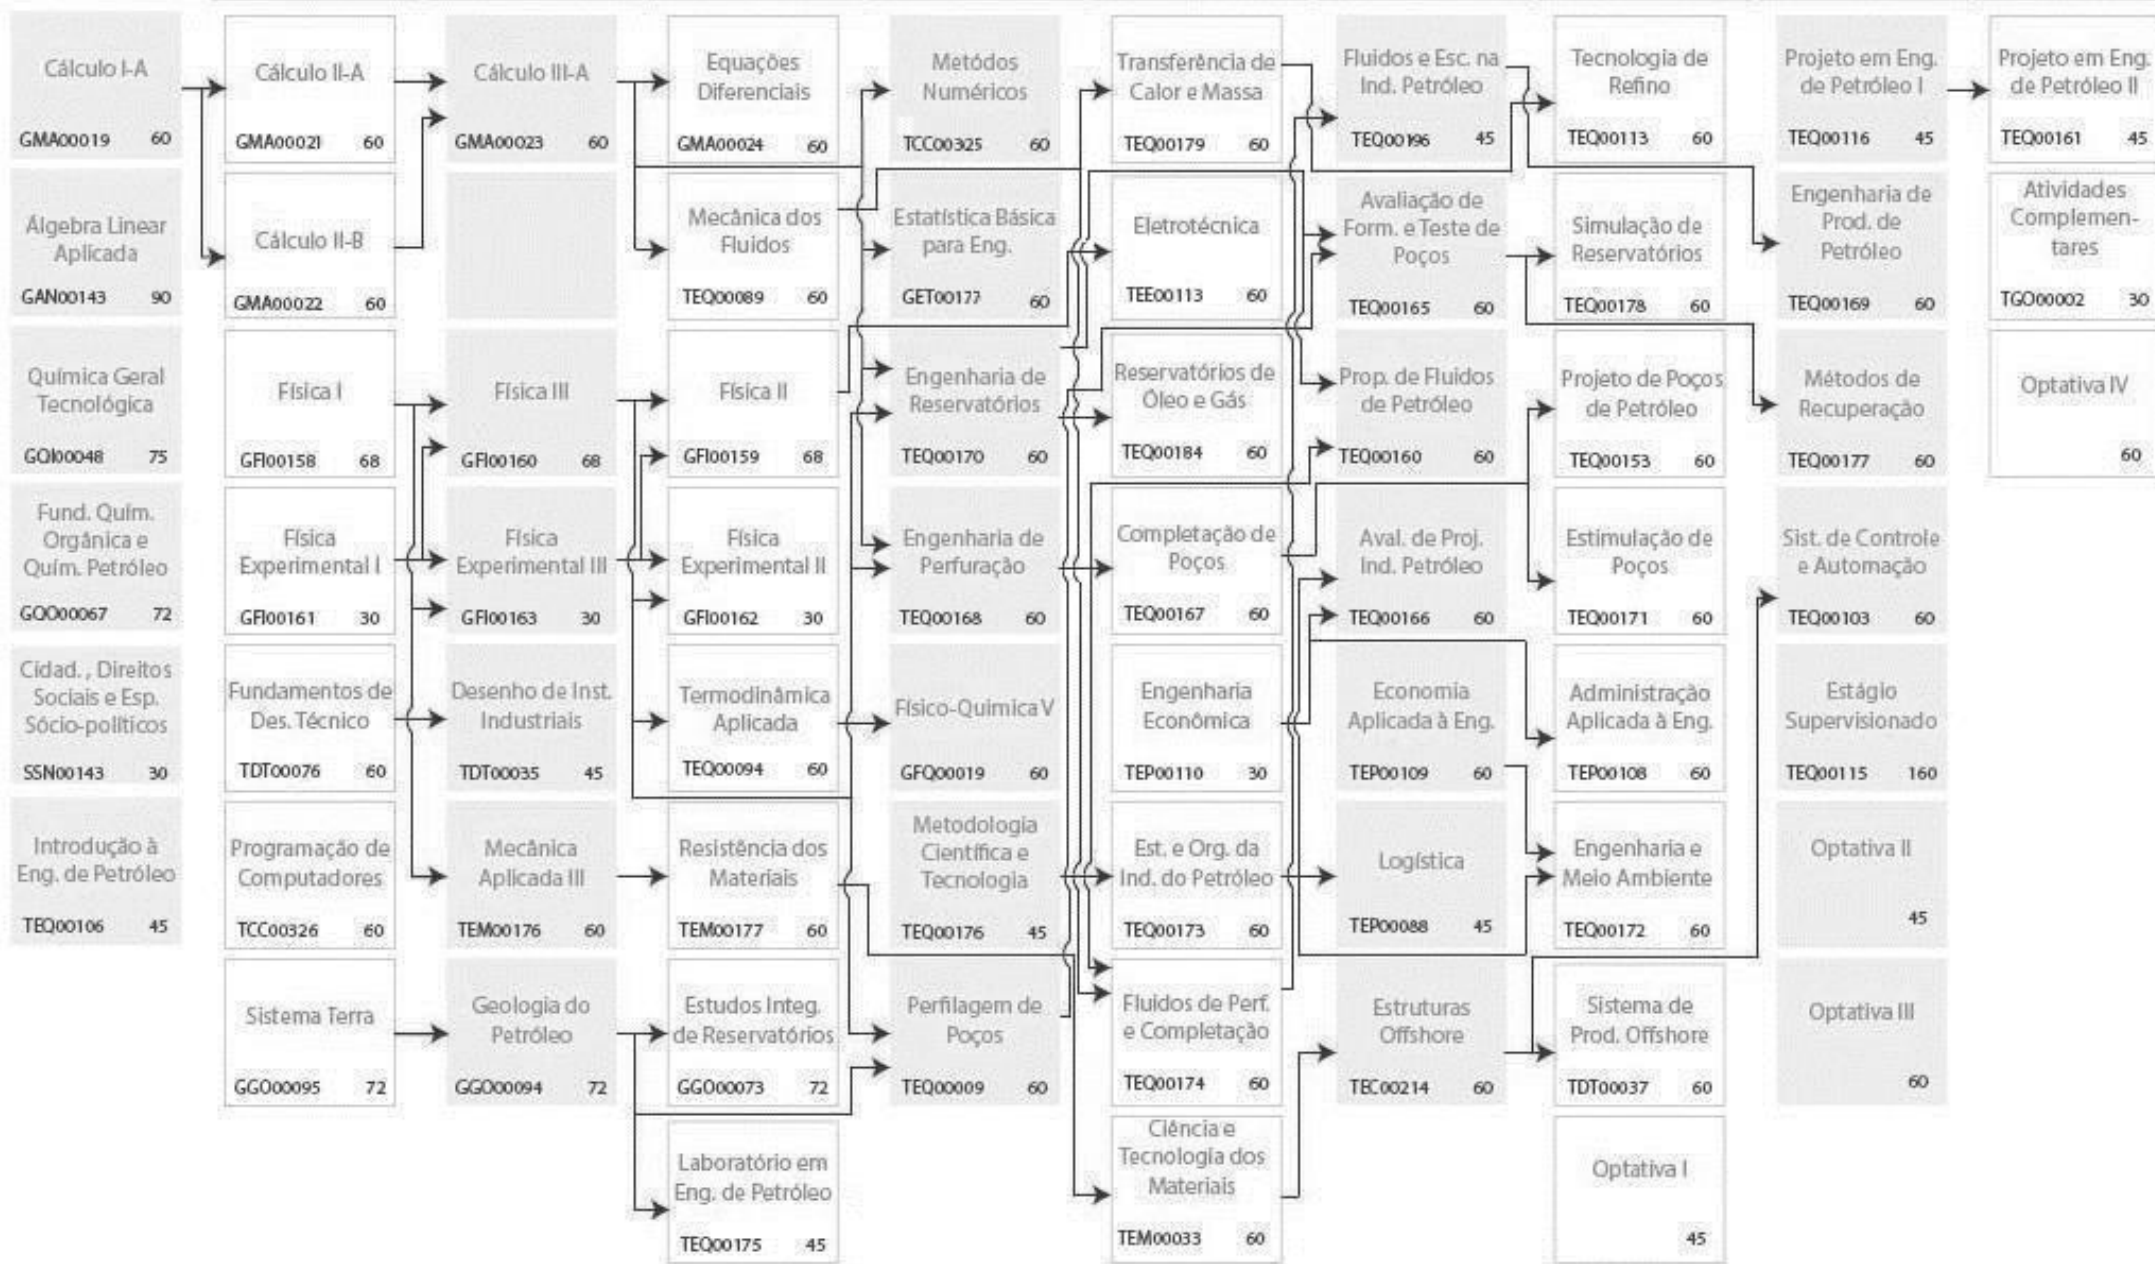 Cálculo I-A
GMA00019 60
Álgebra Linear
Aplicada
GAN00143 90
Química Geral
Tecnológica
GQI00048 75
Fund. Quím.
Orgânica e
Quím. Petróleo
GQO00067 72
Cidad. , Direitos
Sociais e Esp.
Sócio-políticos
SSN00143 30
Introdução à
Eng. de Petróleo
TEQ00106 45
Cálculo II-A
GMA00021 60
Cálculo II-B
GMA00022 60
Física I
GFI00158 68
Física
Experimental I
GFI00161 30
Fundamentos de
Des. Técnico
TDT00076 60
Programação de
Computadores
TCC00326 60
Sistema Terra
GGO00095 72
Cálculo III-A
GMA00023 60
Física III
GFI00160 68
Física
Experimental III
GFI00163 30
Desenho de Inst.
Industriais
TDT00035 45
Mecânica
Aplicada III
TEM00176 60
Geologia do
Petróleo
GGO00094 72
Equações
Diferenciais
GMA00024 60
Mecânica dos
Fluidos
TEQ00089 60
Física II
GFI00159 68
Física
Experimental II
GFI00162 30
Termodinâmica
Aplicada
TEQ00094 60
Resistência dos
Materiais
TEM00177 60
Estudos Integ.
de Reservatórios
GGO00073 72
Laboratório em
Eng. de Petróleo
TEQ00175 45
Metódos
Numéricos
TCC00325 60
Estatística Básica
para Eng.
GET00177 60
Engenharia de
Reservatórios
TEQ00170 60
Engenharia de
Perfuração
TEQ00168 60
Físico-Quimica V
GFQ00019 60
Metodologia
Científica e
Tecnologia
TEQ00176 45
Perfilagem de
Poços
TEQ00009 60
Transferência de
Calor e Massa
TEQ00179 60
Eletrotécnica
TEE00113 60
Reservatórios de
Óleo e Gás
TEQ00184 60
Completação de
Poços
TEQ00167 60
Engenharia
Econômica
TEP00110 30
Est. e Org. da
Ind. do Petróleo
TEQ00173 60
Fluidos de Perf.
e Completação
TEQ00174 60
Ciência e
Tecnologia dos
Materiais
TEM00033 60
Fluidos e Esc. na
Ind. Petróleo
TEQ00196 45
Avaliação de
Form. e Teste de
Poços
TEQ00165 60
Prop. de Fluidos
de Petróleo
TEQ00160 60
Aval. de Proj.
Ind. Petróleo
TEQ00166 60
Economia
Aplicada à Eng.
TEP00109 60
Logística
TEP00088 45
Estruturas
Offshore
TEC00214 60
Tecnologia de
Refino
TEQ00113 60
Simulação de
Reservatórios
TEQ00178 60
Projeto de Poços
de Petróleo
TEQ00153 60
Estimulação de
Poços
TEQ00171 60
Administração
Aplicada à Eng.
TEP00108 60
Engenharia e
Meio Ambiente
TEQ00172 60
Sistema de
Prod. Offshore
TDT00037 60
Optativa I
45
Projeto em Eng.
de Petróleo I
TEQ00116 45
Engenharia de
Prod. de
Petróleo
TEQ00169 60
Métodos de
Recuperação
TEQ00177 60
Sist. de Controle
e Automação
TEQ00103 60
Estágio
Supervisionado
TEQ00115 160
Optativa II
45
Optativa III
60
Projeto em Eng.
de Petróleo II
TEQ00161 45
Atividades
Complemen-
tares
TGO00002 30
Optativa IV
60